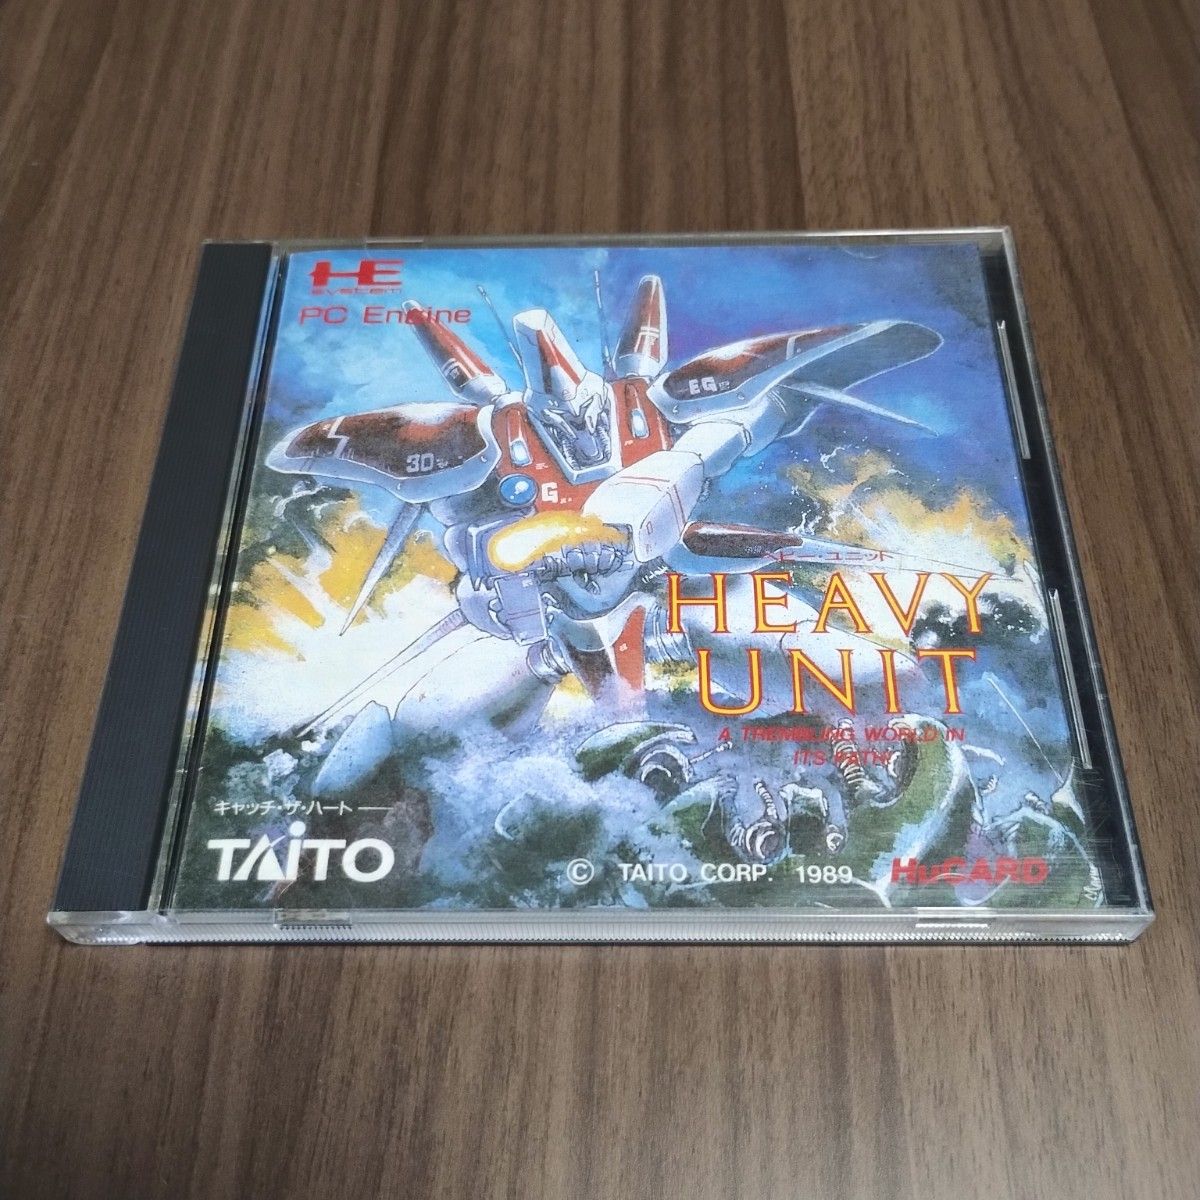 HE
system
PC Engine
EG
30
G
ヘビー・ユニット
HEAVY
UNIT
A TREMBLING WORLD IN
ITS PATH!
キャッチ・ザ・ハート
TAITO
© TAITO CORP. 1989
HuCARD